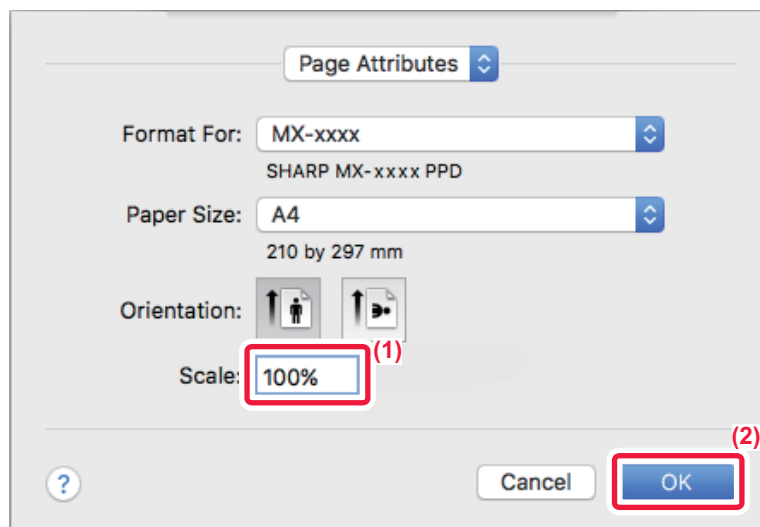 Page Attributes
Format For: MX-xxxx
SHARP MX-xxxx PPD
Paper Size: A4
210 by 297 mm
Orientation:
(1)
Scale: 100%
(2)
? Cancel OK